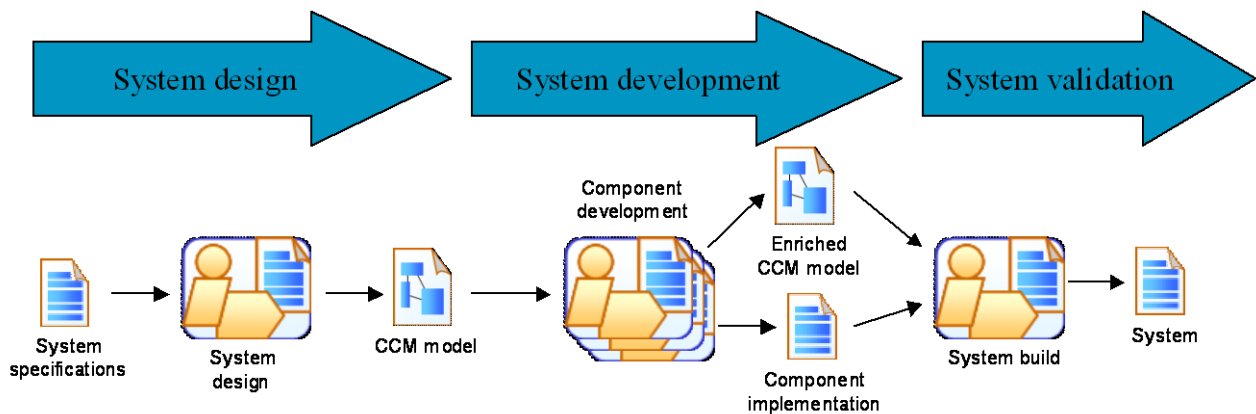 System design
System development
System validation
Component
development
Enriched
CCM model
System
specifications
System
design
CCM model
Component
implementation
System build
System